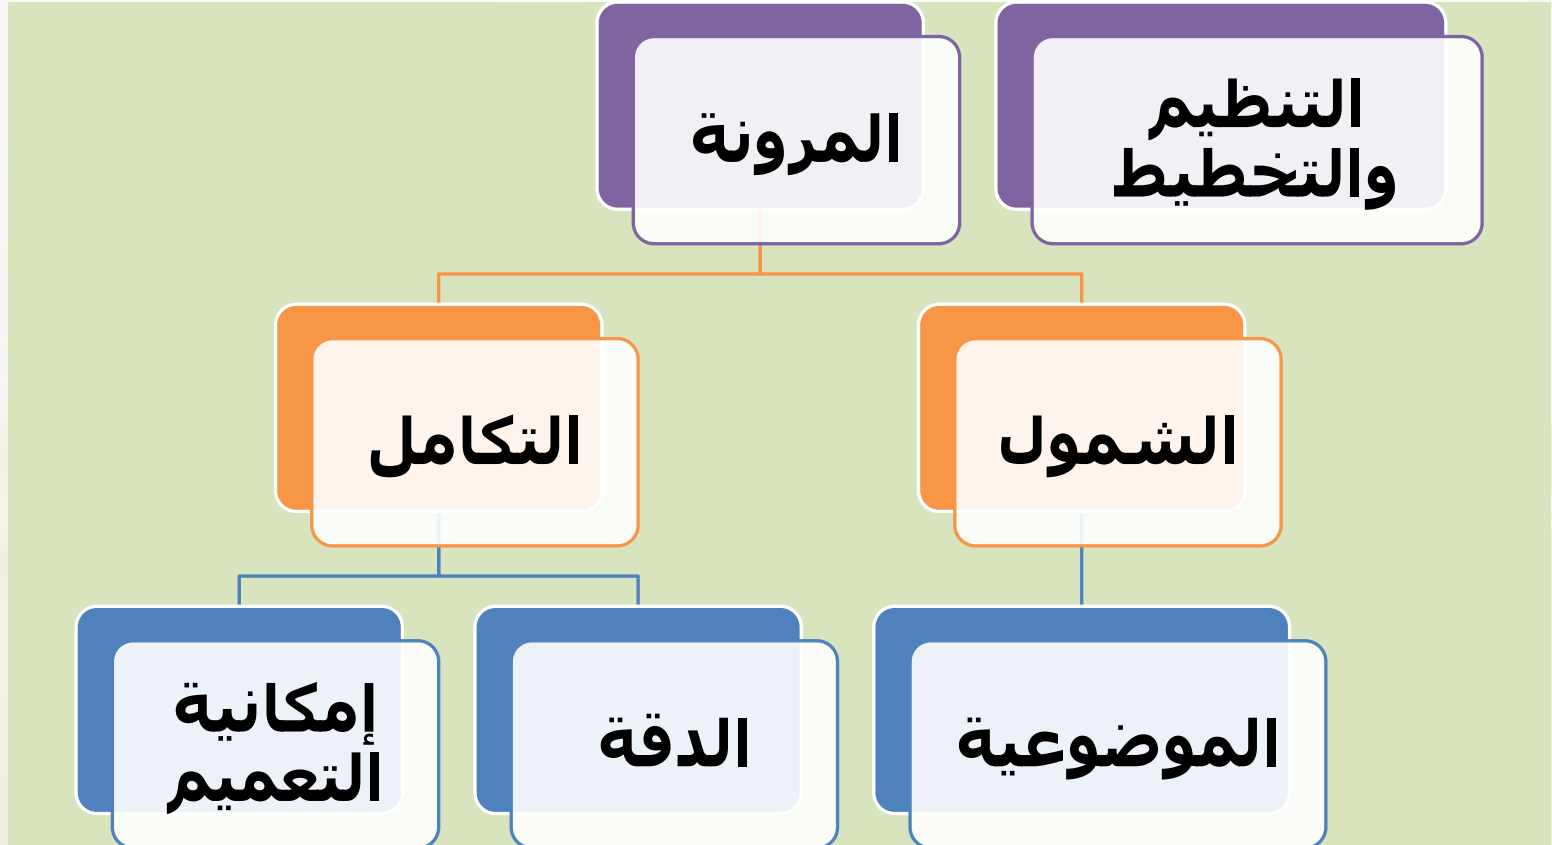 التنظيم
والتخطيط
المرونة
الشمول
التكامل
الموضوعية
الدقة
إمكانية
التعميم